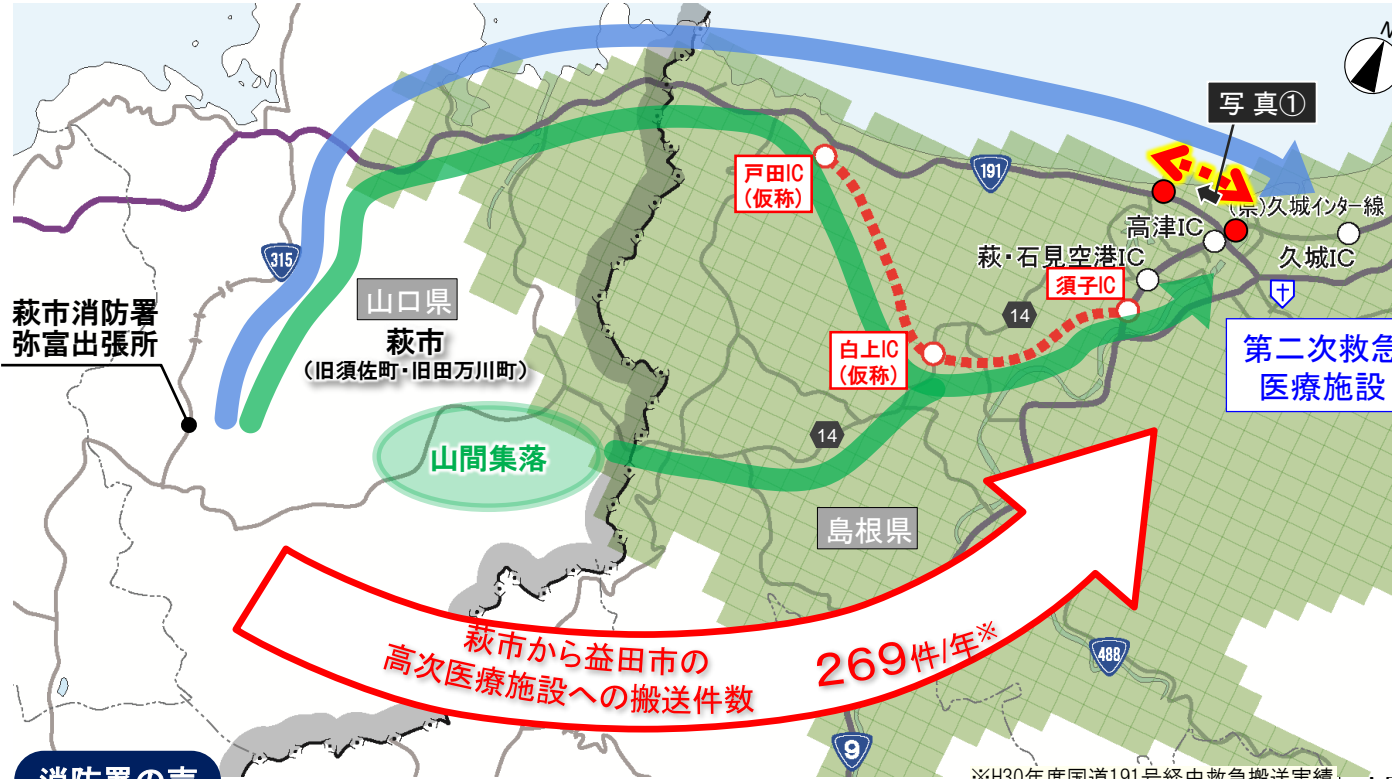 N
写真①
戸田IC
(仮称)
191
(県)久城インター線
高津IC
久城IC
萩・石見空港IC
315
須子IC
山口県
14
萩市消防署
弥富出張所
萩市
(旧須佐町・旧田万川町)
白上IC
(仮称)
第二次救急
医療施設
14
山間集落
島根県
萩市から益田市の
高次医療施設への搬送件数
269件/年※
488
9
消防署の声
※H30年度国道191号経由救急搬送実績